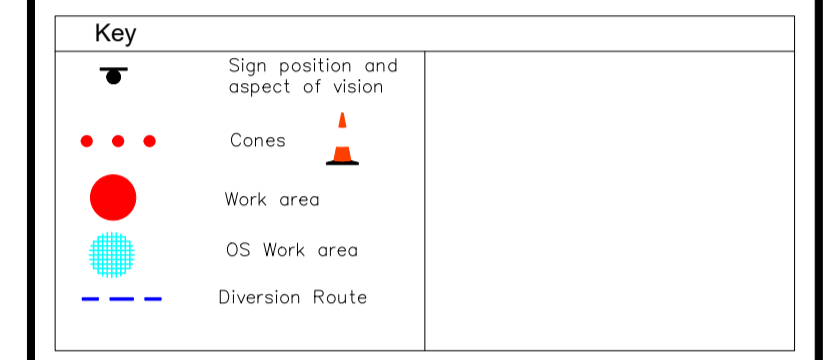 Key
Sign position and
aspect of vision
Cones
Work area
OS Work area
Diversion Route